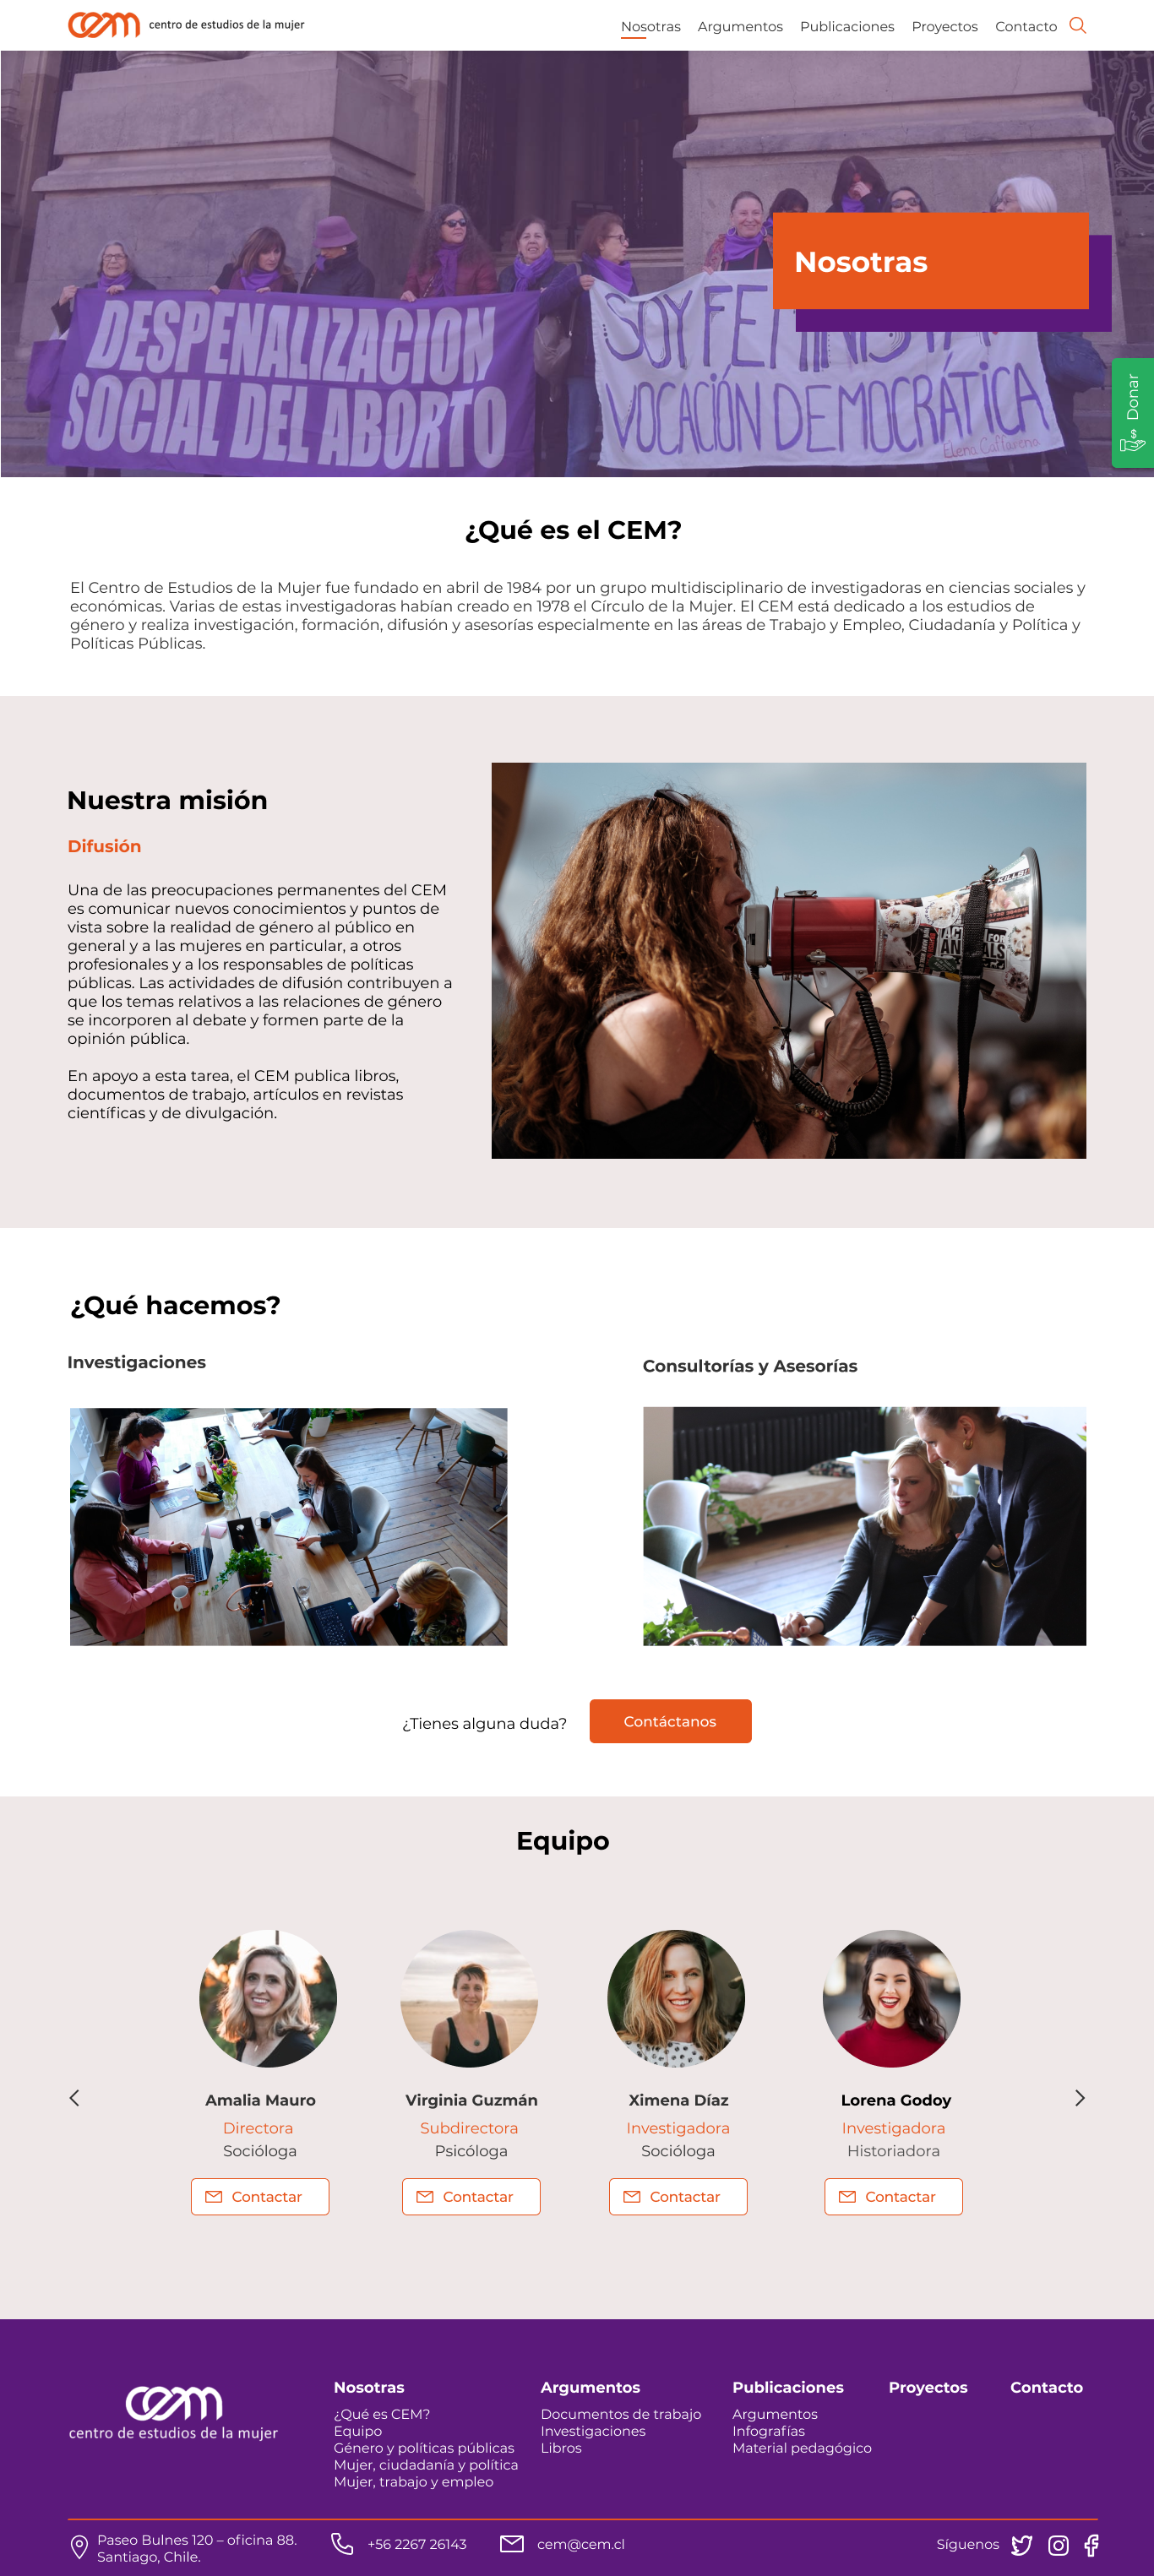 cem centro de estudios de la mujer
Nosotras Argumentos Publicaciones Proyectos Contacto
DESPENALIZACIÓN
SOCIAL DEL ABORTO
SOY FEMINISTA
VOCIÓN DEMOCRÁTICA
Elena Caffarena
Nosotras
Donar
¿Qué es el CEM?
El Centro de Estudios de la Mujer fue fundado en abril de 1984 por un grupo multidisciplinario de investigadoras en ciencias sociales y
económicas. Varias de estas investigadoras habían creado en 1978 el Círculo de la Mujer. El CEM está dedicado a los estudios de
género y realiza investigación, formación, difusión y asesorías especialmente en las áreas de Trabajo y Empleo, Ciudadanía y Política y
Políticas Públicas.
Nuestra misión
Difusión
Una de las preocupaciones permanentes del CEM
es comunicar nuevos conocimientos y puntos de
vista sobre la realidad de género al público en
general y a las mujeres en particular, a otros
profesionales y a los responsables de políticas
públicas. Las actividades de difusión contribuyen a
que los temas relativos a las relaciones de género
se incorporen al debate y formen parte de la
opinión pública.
En apoyo a esta tarea, el CEM publica libros,
documentos de trabajo, artículos en revistas
científicas y de divulgación.
KILLS!
FOR
¿Qué hacemos?
Investigaciones
Consultorías y Asesorías
¿Tienes alguna duda?
Contáctanos
Equipo
Amalia Mauro
Directora
Socióloga
Contactar
Virginia Guzmán
Subdirectora
Psicóloga
Contactar
Ximena Díaz
Investigadora
Socióloga
Contactar
Lorena Godoy
Investigadora
Historiadora
Contactar
cem
centro de estudios de la mujer
Nosotras
¿Qué es CEM?
Equipo
Género y políticas públicas
Mujer, ciudadanía y política
Mujer, trabajo y empleo
Argumentos
Documentos de trabajo
Investigaciones
Libros
Publicaciones
Argumentos
Infografías
Material pedagógico
Proyectos
Contacto
Paseo Bulnes 120 – oficina 88.
Santiago, Chile.
+56 2267 26143
cem@cem.cl
Síguenos